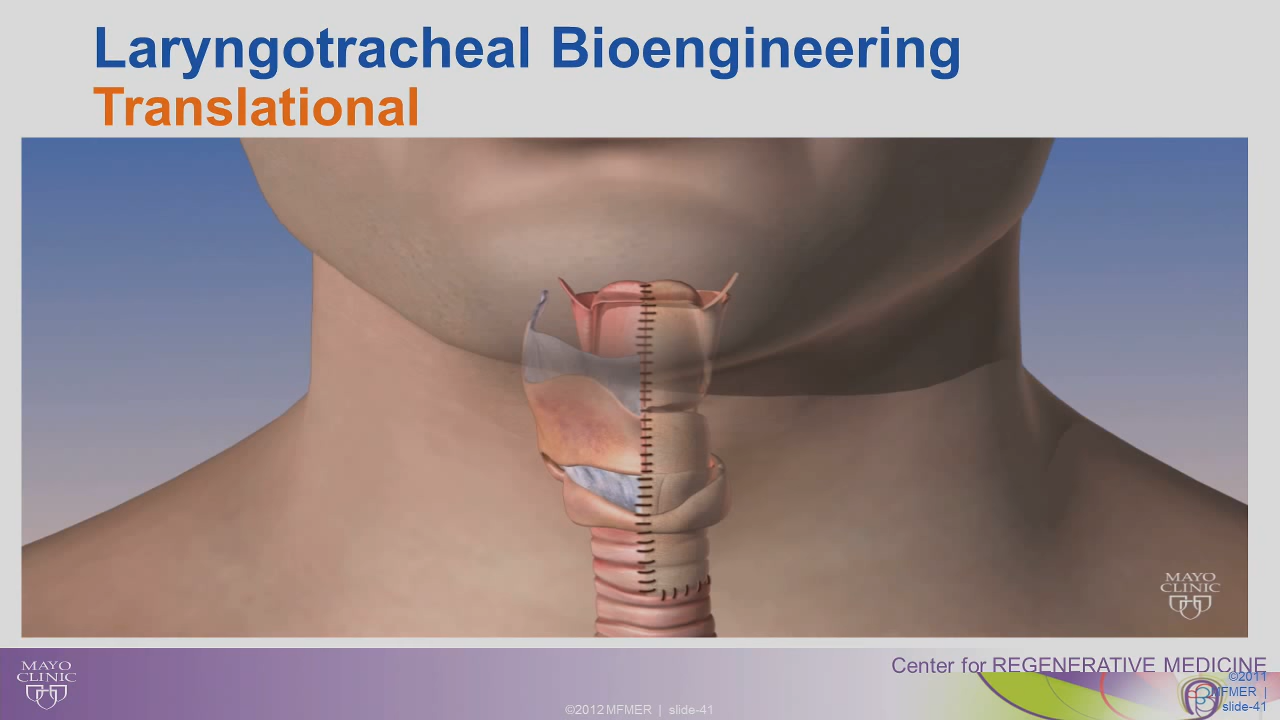 Laryngotracheal Bioengineering
Translational
MAYO
CLINIC
MAYO
CLINIC
Center for REGENERATIVE MEDICINE
©2012 MFMER | slide-41
©2011
MFMER |
slide-41